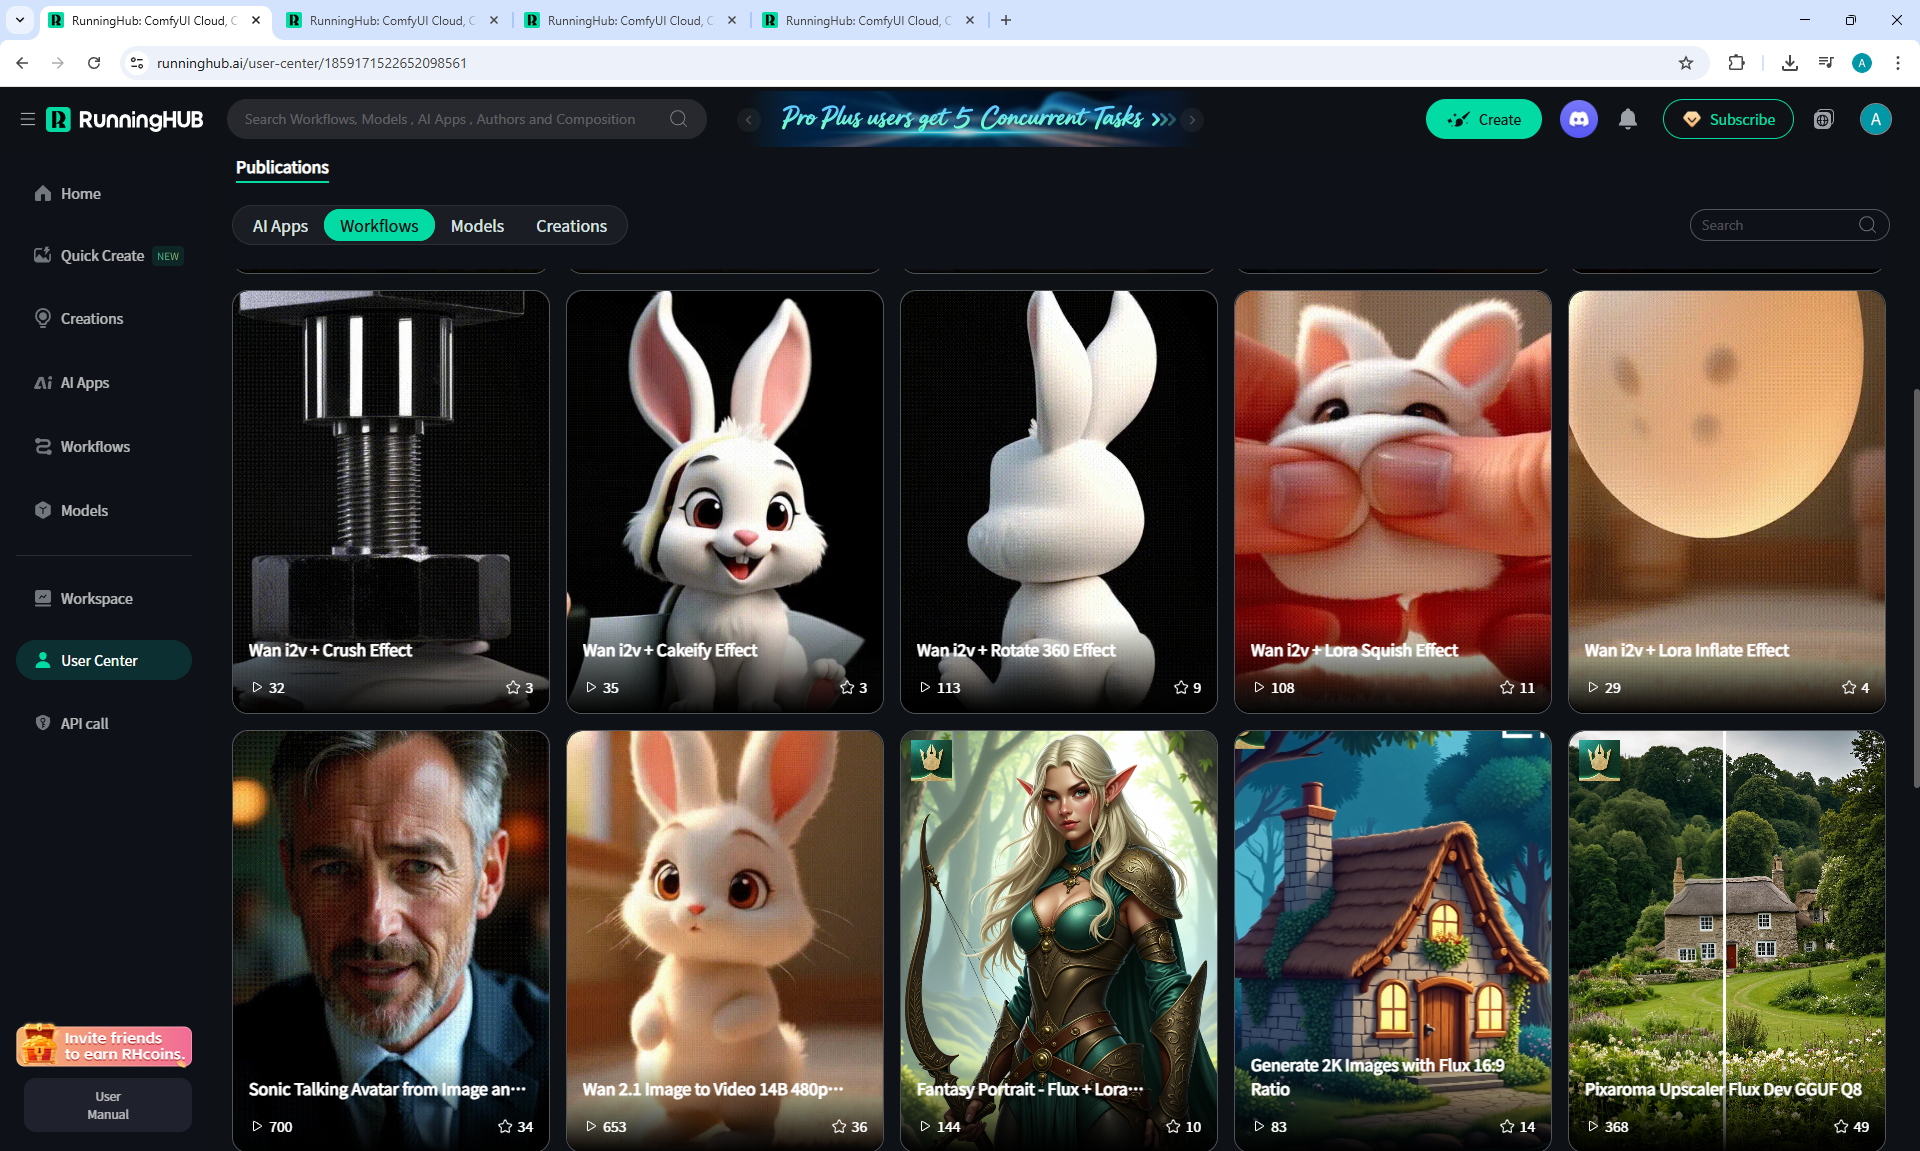 RunningHub: ComfyUI Cloud, C
RunningHub: ComfyUI Cloud, C
RunningHub: ComfyUI Cloud, C
RunningHub: ComfyUI Cloud, C
runninghub.ai/user-center/1859171522652098561
A
RunningHUB
Search Workflows, Models , AI Apps , Authors and Composition
Pro Plus users get 5 Concurrent Tasks
Create
Subscribe
A
Home
Quick Create NEW
Creations
AI Apps
Workflows
Models
Workspace
User Center
API call
Invite friends
to earn RHcoins.
User
Manual
Publications
AI Apps
Workflows
Models
Creations
Search
Wan i2v + Crush Effect
32
3
Wan i2v + Cakeify Effect
35
3
Wan i2v + Rotate 360 Effect
113
9
Wan i2v + Lora Squish Effect
108
11
Wan i2v + Lora Inflate Effect
29
4
Sonic Talking Avatar from Image an···
700
34
Wan 2.1 Image to Video 14B 480p···
653
36
Fantasy Portrait - Flux + Lora···
144
10
Generate 2K Images with Flux 16:9
Ratio
83
14
Pixaroma Upscaler Flux Dev GGUF Q8
368
49